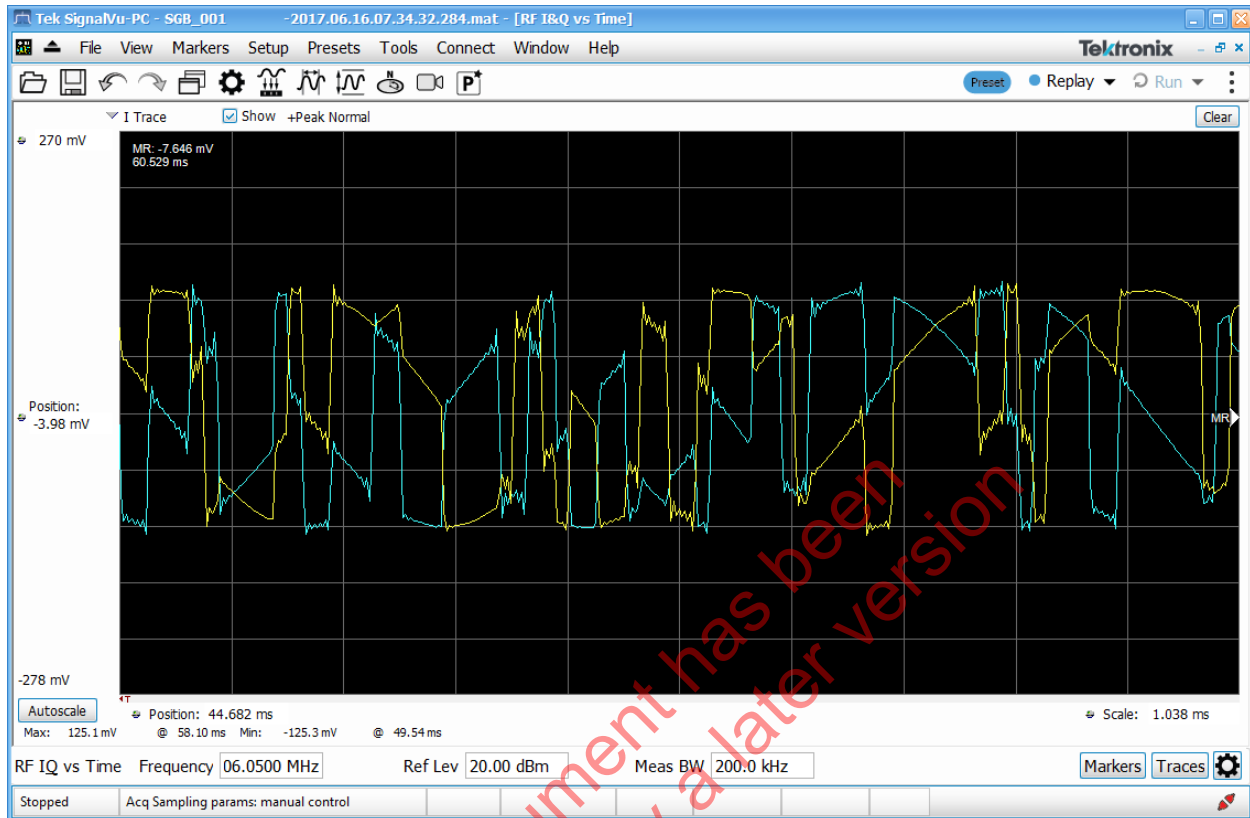 Tek SignalVu-PC - SGB_001 -2017.06.16.07.34.32.284.mat - [RF I&Q vs Time]
File View Markers Setup Presets Tools Connect Window Help
Tektronix
N
P
Preset
Replay
Run
I Trace
Show
+Peak Normal
Clear
270 mV
MR: -7.646 mV
60.529 ms
Position:
-3.98 mV
MR
-278 mV
T
Autoscale
Position: 44.682 ms
Scale: 1.038 ms
Max: 125.1 mV @ 58.10 ms Min: -125.3 mV @ 49.54 ms
RF IQ vs Time Frequency 06.0500 MHz Ref Lev 20.00 dBm Meas BW 200.0 kHz Markers Traces
Stopped Acq Sampling params: manual control
has been
a later version